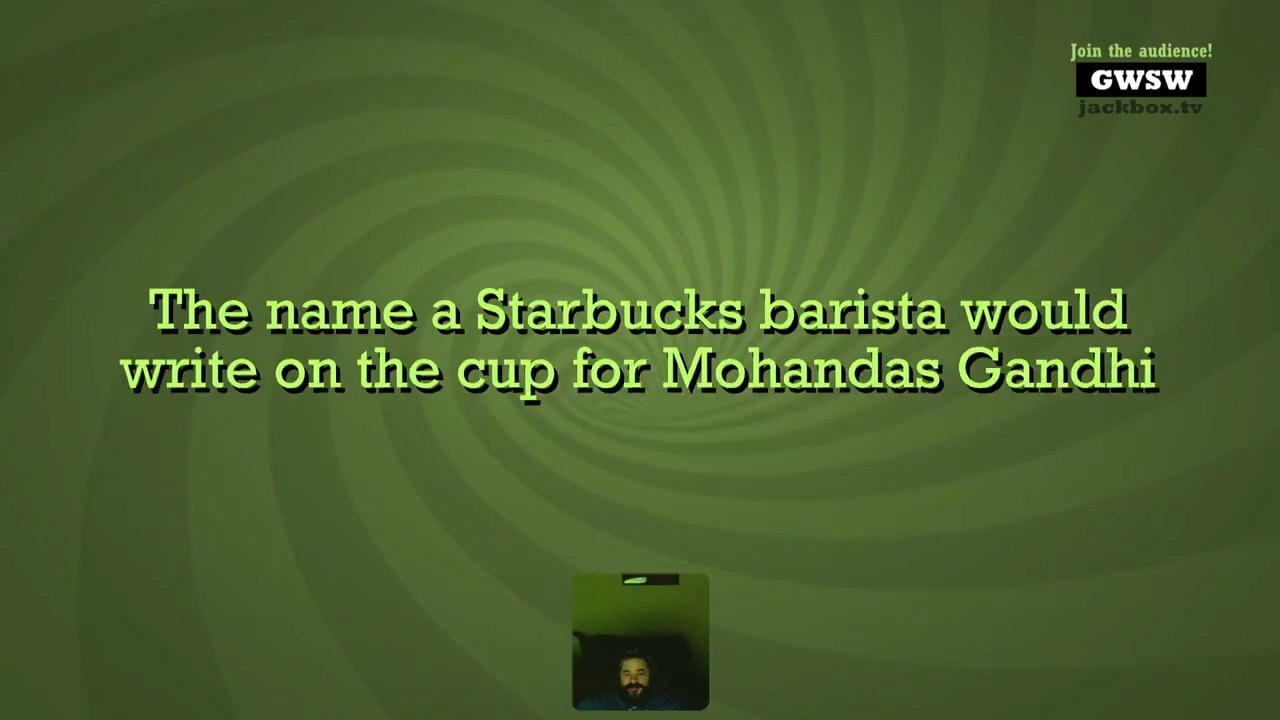 Join the audience!
GWSW
jackbox.tv
The name a Starbucks barista would
write on the cup for Mohandas Gandhi